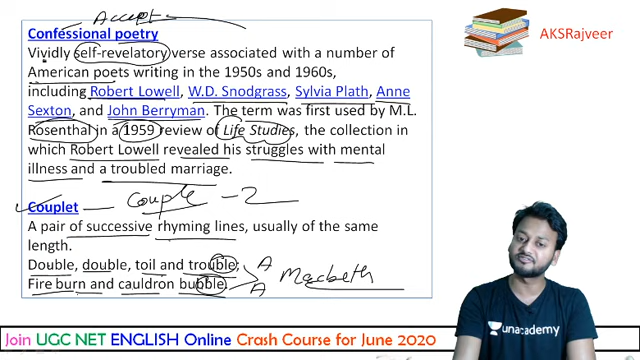 Accept
AKSRajveer
Confessional poetry
Vividly self-revelatory verse associated with a number of
American poets writing in the 1950s and 1960s,
including Robert Lowell, W.D. Snodgrass, Sylvia Plath, Anne
Sexton, and John Berryman. The term was first used by M.L.
Rosenthal in a 1959 review of Life Studies, the collection in
which Robert Lowell revealed his struggles with mental
illness and a troubled marriage.
Couple - 2
Couplet
A pair of successive rhyming lines, usually of the same
length.
Double, double, toil and trouble; A
Fire burn and cauldron bubble. A Macbeth
unacademy
Join UGC NET ENGLISH Online Crash Course for June 2020